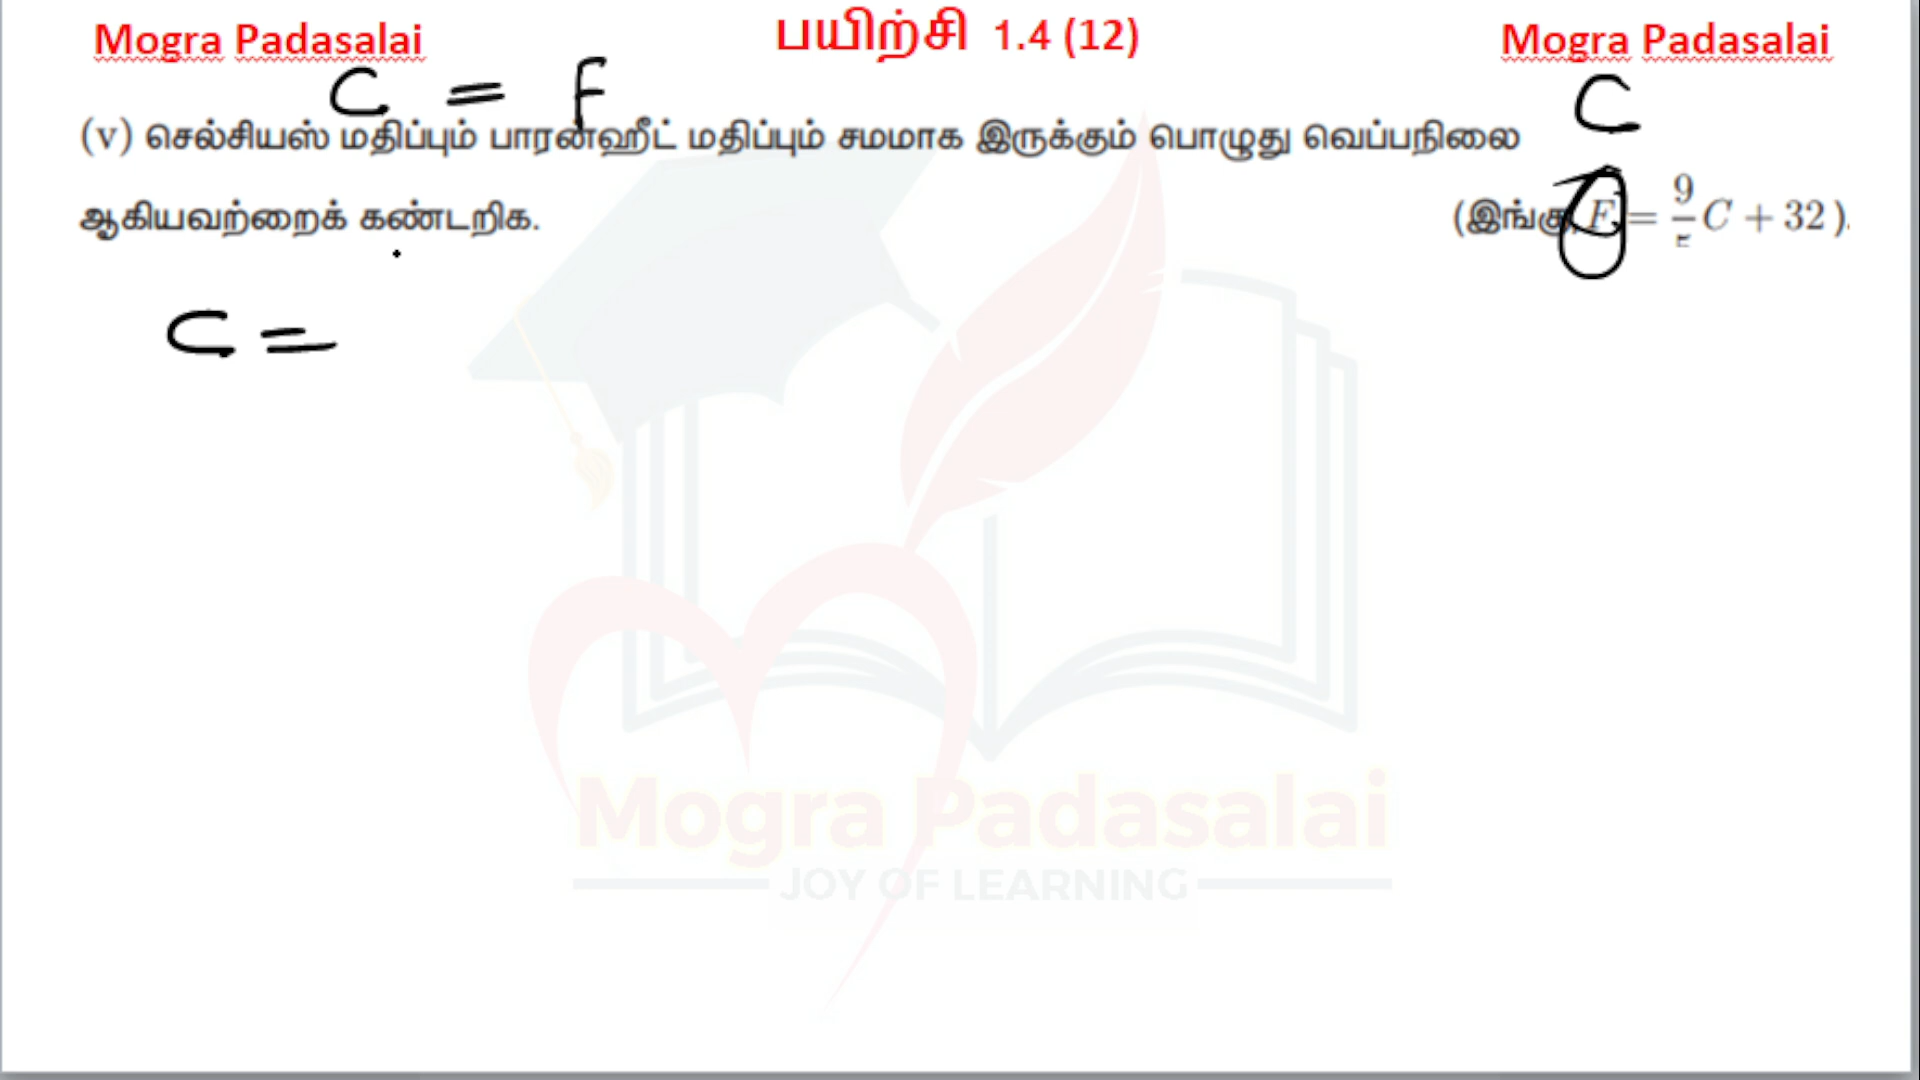 Mogra Padasalai
பயிற்சி 1.4 (12)
Mogra Padasalai
C = F
C
(v) செல்சியஸ் மதிப்பும் பாரன்ஹீட் மதிப்பும் சமமாக இருக்கும் பொழுது வெப்பநிலை
ஆகியவற்றைக் கண்டறிக.
(இங்கு, F = 9/5 C + 32).
C =
Mogra Padasalai
JOY OF LEARNING